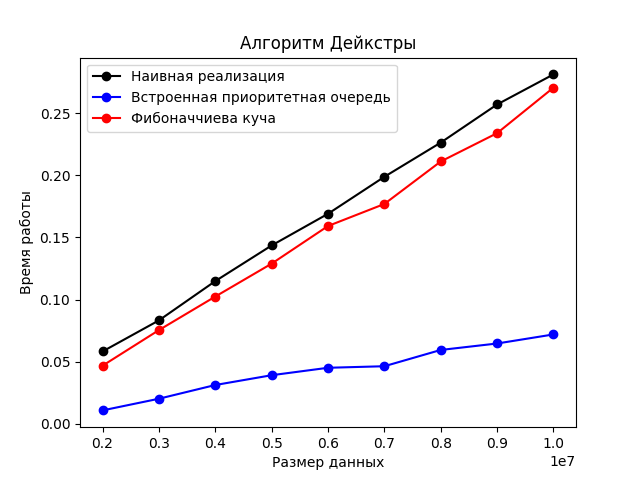 Алгоритм Дейкстры
Наивная реализация
Встроенная приоритетная очередь
Фибоначчиева куча
Время работы
0.25
0.20
0.15
0.10
0.05
0.00
0.2 0.3 0.4 0.5 0.6 0.7 0.8 0.9 1.0
1e7
Размер данных